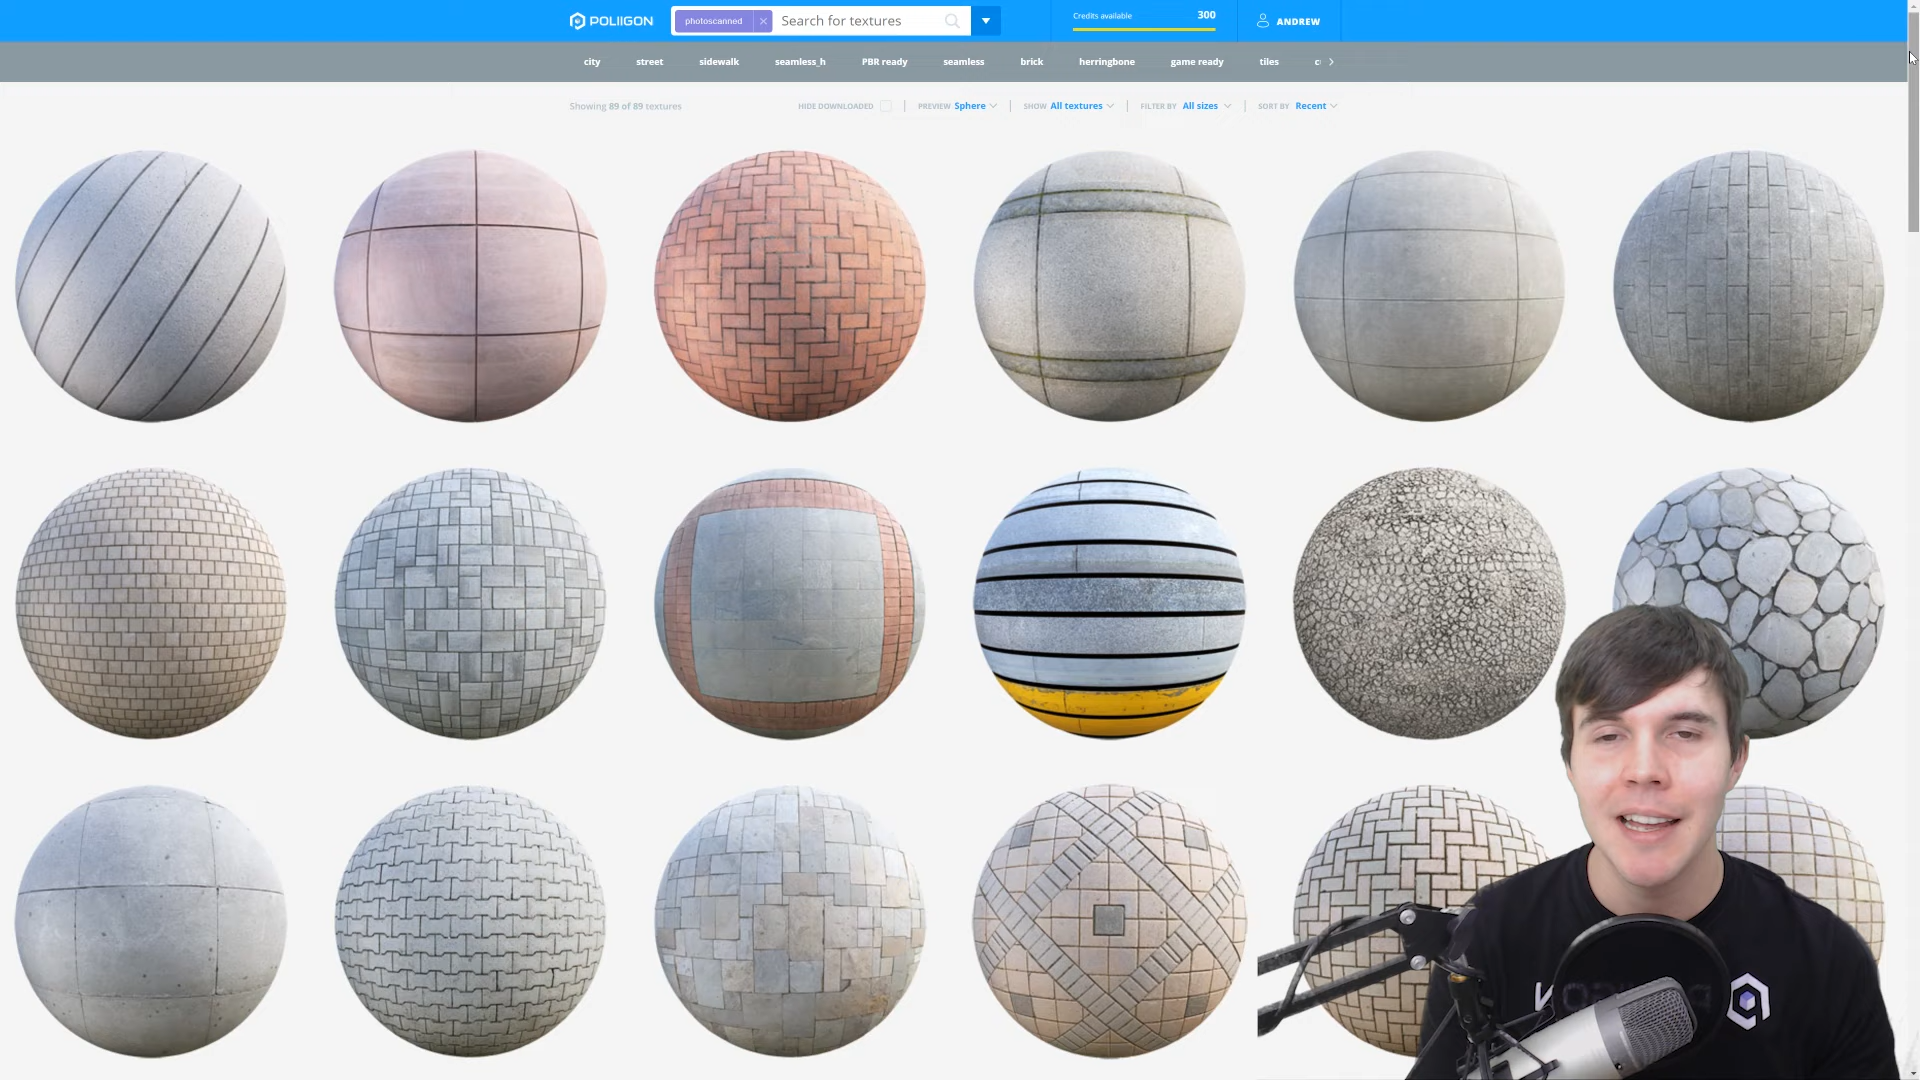 POLIIGON photoscanned Search for textures Credits available 300 ANDREW
city street sidewalk seamless_h PBR ready seamless brick herringbone game ready tiles
Showing 89 of 89 textures HIDE DOWNLOADED PREVIEW Sphere SHOW All textures FILTER BY All sizes SORT BY Recent